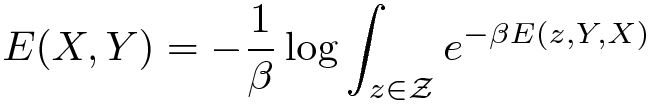 E(X, Y) = -\frac{1}{\beta} \log \int_{z \in \mathcal{Z}} e^{-\beta E(z,Y,X)}